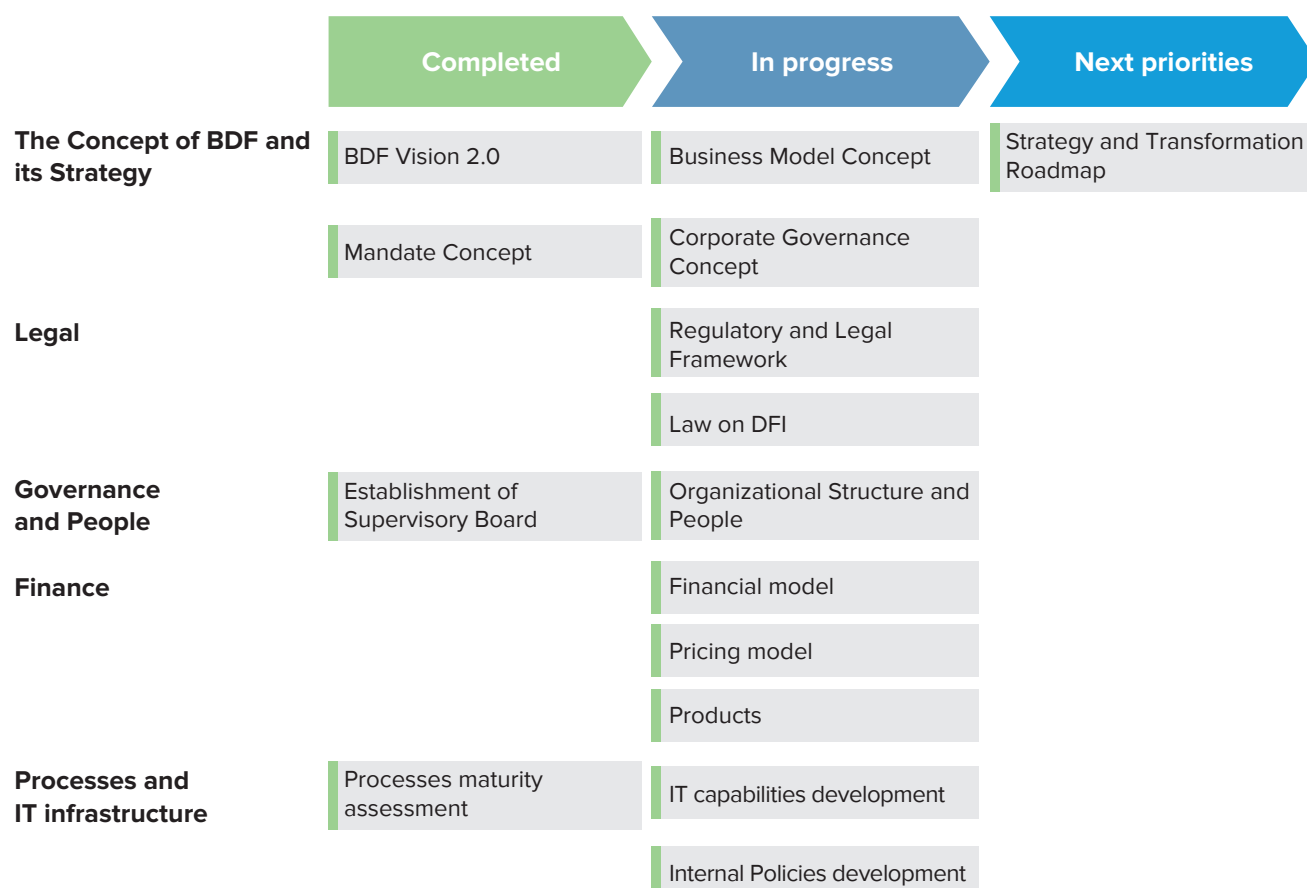 Completed
In progress
Next priorities
The Concept of BDF and
its Strategy
BDF Vision 2.0
Business Model Concept
Strategy and Transformation
Roadmap
Mandate Concept
Corporate Governance
Concept
Legal
Regulatory and Legal
Framework
Law on DFI
Governance
and People
Establishment of
Supervisory Board
Organizational Structure and
People
Finance
Financial model
Pricing model
Products
Processes and
IT infrastructure
Processes maturity
assessment
IT capabilities development
Internal Policies development